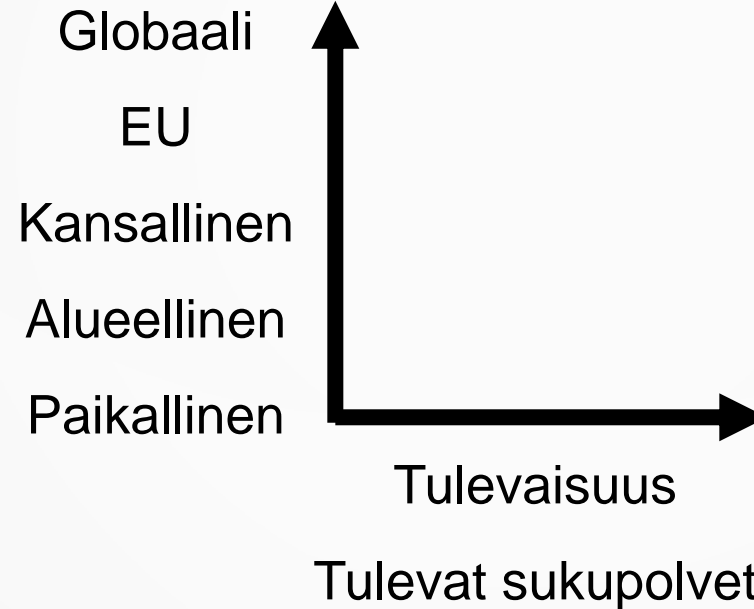 Globaali
EU
Kansallinen
Alueellinen
Paikallinen
Tulevaisuus
Tulevat sukupolvet